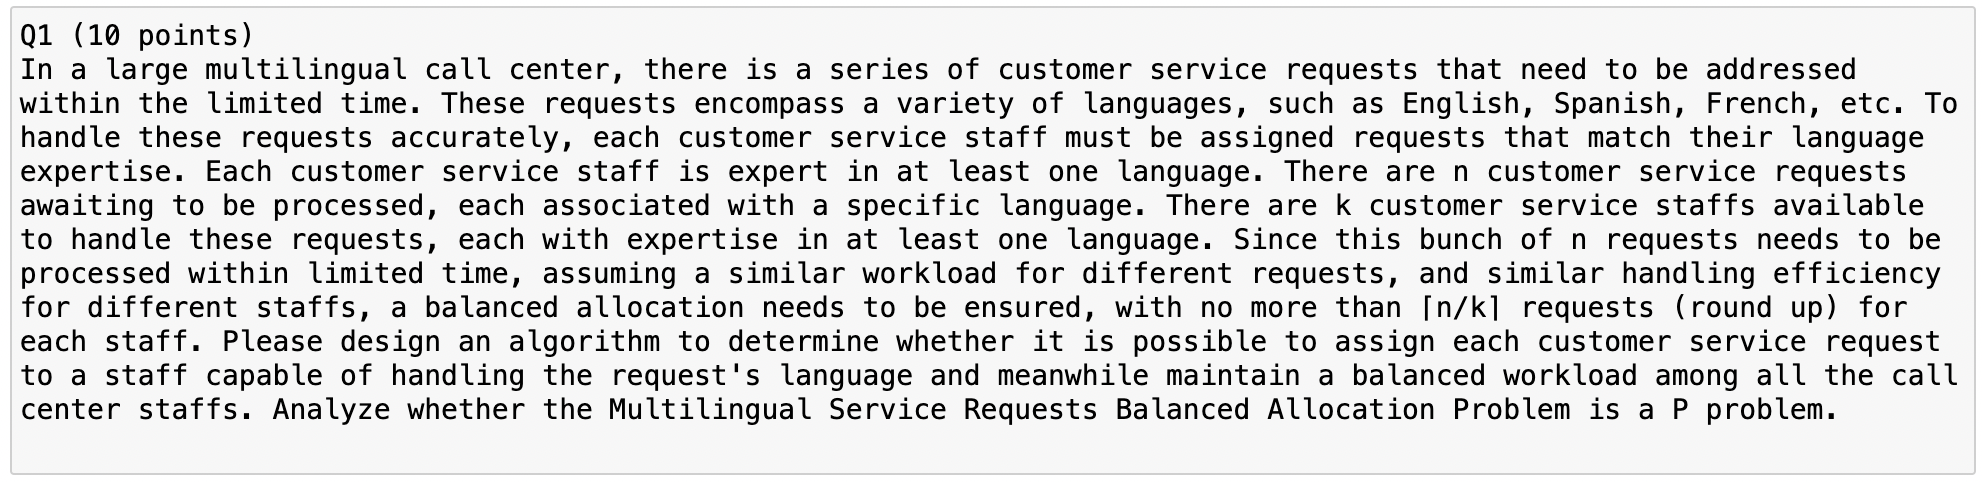 Q1 (10 points)
In a large multilingual call center, there is a series of customer service requests that need to be addressed
within the limited time. These requests encompass a variety of languages, such as English, Spanish, French, etc. To
handle these requests accurately, each customer service staff must be assigned requests that match their language
expertise. Each customer service staff is expert in at least one language. There are n customer service requests
awaiting to be processed, each associated with a specific language. There are k customer service staffs available
to handle these requests, each with expertise in at least one language. Since this bunch of n requests needs to be
processed within limited time, assuming a similar workload for different requests, and similar handling efficiency
for different staffs, a balanced allocation needs to be ensured, with no more than ⌈n/k⌉ requests (round up) for
each staff. Please design an algorithm to determine whether it is possible to assign each customer service request
to a staff capable of handling the request's language and meanwhile maintain a balanced workload among all the call
center staffs. Analyze whether the Multilingual Service Requests Balanced Allocation Problem is a P problem.